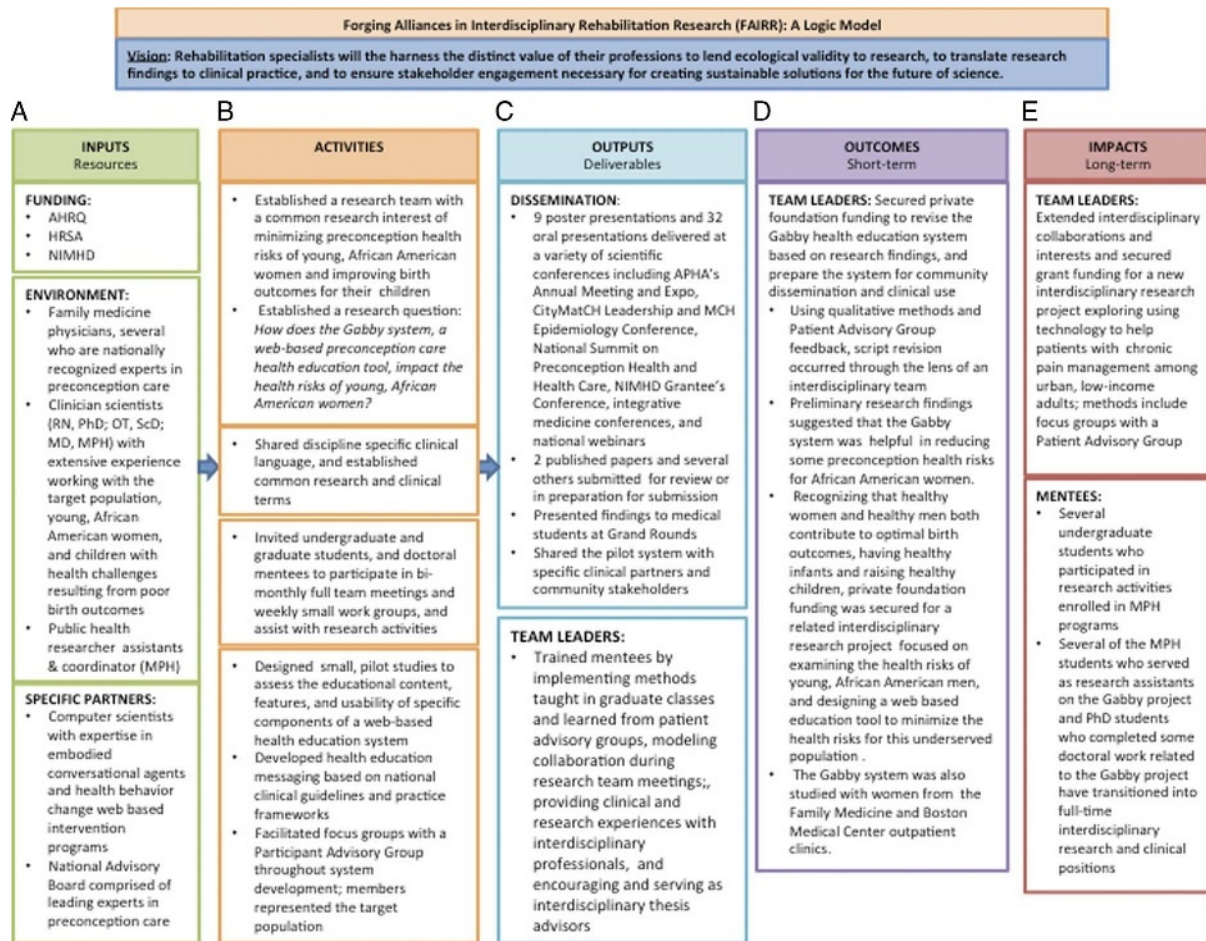 Forging Alliances in Interdisciplinary Rehabilitation Research (FAIRR): A Logic Model
Vision: Rehabilitation specialists will the harness the distinct value of their professions to lend ecological validity to research, to translate research
findings to clinical practice, and to ensure stakeholder engagement necessary for creating sustainable solutions for the future of science.
A
INPUTS
Resources
FUNDING:
• AHRQ
• HRSA
• NIMHD
ENVIRONMENT:
• Family medicine
physicians, several
who are nationally
recognized experts in
preconception care
• Clinician scientists
(RN, PhD; OT, ScD;
MD, MPH) with
extensive experience
working with the
target population,
young, African
American women,
and children with
health challenges
resulting from poor
birth outcomes
• Public health
researcher assistants
& coordinator (MPH)
SPECIFIC PARTNERS:
• Computer scientists
with expertise in
embodied
conversational agents
and health behavior
change web based
intervention
programs
• National Advisory
Board comprised of
leading experts in
preconception care
B
ACTIVITIES
• Established a research team with
a common research interest of
minimizing preconception health
risks of young, African American
women and improving birth
outcomes for their children
• Established a research question:
How does the Gabby system, a
web-based preconception care
health education tool, impact the
health risks of young, African
American women?
• Shared discipline specific clinical
language, and established
common research and clinical
terms
• Invited undergraduate and
graduate students, and doctoral
mentees to participate in bi-
monthly full team meetings and
weekly small work groups, and
assist with research activities
• Designed small, pilot studies to
assess the educational content,
features, and usability of specific
components of a web-based
health education system
• Developed health education
messaging based on national
clinical guidelines and practice
frameworks
• Facilitated focus groups with a
Participant Advisory Group
throughout system
development; members
represented the target
population
C
OUTPUTS
Deliverables
DISSEMINATION:
• 9 poster presentations and 32
oral presentations delivered at
a variety of scientific
conferences including APHA's
Annual Meeting and Expo,
CityMatCH Leadership and MCH
Epidemiology Conference,
National Summit on
Preconception Health and
Health Care, NIMHD Grantee's
Conference, integrative
medicine conferences, and
national webinars
• 2 published papers and several
others submitted for review or
in preparation for submission
• Presented findings to medical
students at Grand Rounds
• Shared the pilot system with
specific clinical partners and
community stakeholders
TEAM LEADERS:
• Trained mentees by
implementing methods
taught in graduate classes
and learned from patient
advisory groups, modeling
collaboration during
research team meetings;,
providing clinical and
research experiences with
interdisciplinary
professionals, and
encouraging and serving as
interdisciplinary thesis
advisors
D
OUTCOMES
Short-term
TEAM LEADERS: Secured private
foundation funding to revise the
Gabby health education system
based on research findings, and
prepare the system for community
dissemination and clinical use
• Using qualitative methods and
Patient Advisory Group
feedback, script revision
occurred through the lens of an
interdisciplinary team
• Preliminary research findings
suggested that the Gabby
system was helpful in reducing
some preconception health risks
for African American women.
• Recognizing that healthy
women and healthy men both
contribute to optimal birth
outcomes, having healthy
infants and raising healthy
children, private foundation
funding was secured for a
related interdisciplinary
research project focused on
examining the health risks of
young, African American men,
and designing a web based
education tool to minimize the
health risks for this underserved
population .
• The Gabby system was also
studied with women from the
Family Medicine and Boston
Medical Center outpatient
clinics.
E
IMPACTS
Long-term
TEAM LEADERS:
Extended interdisciplinary
collaborations and
interests and secured
grant funding for a new
interdisciplinary research
project exploring using
technology to help
patients with chronic
pain management among
urban, low-income
adults; methods include
focus groups with a
Patient Advisory Group
MENTEES:
• Several
undergraduate
students who
participated in
research activities
enrolled in MPH
programs
• Several of the MPH
students who served
as research assistants
on the Gabby project
and PhD students
who completed some
doctoral work related
to the Gabby project
have transitioned into
full-time
interdisciplinary
research and clinical
positions